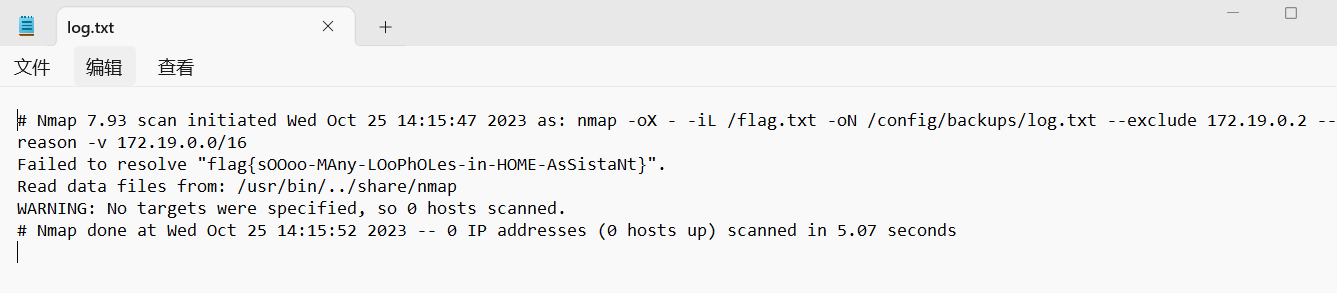 log.txt
文件 编辑 查看
# Nmap 7.93 scan initiated Wed Oct 25 14:15:47 2023 as: nmap -oX - -iL /flag.txt -oN /config/backups/log.txt --exclude 172.19.0.2 --
reason -v 172.19.0.0/16
Failed to resolve "flag{sOOoo-MAny-LOoPhOLes-in-HOME-AsSistaNt}".
Read data files from: /usr/bin/../share/nmap
WARNING: No targets were specified, so 0 hosts scanned.
# Nmap done at Wed Oct 25 14:15:52 2023 -- 0 IP addresses (0 hosts up) scanned in 5.07 seconds